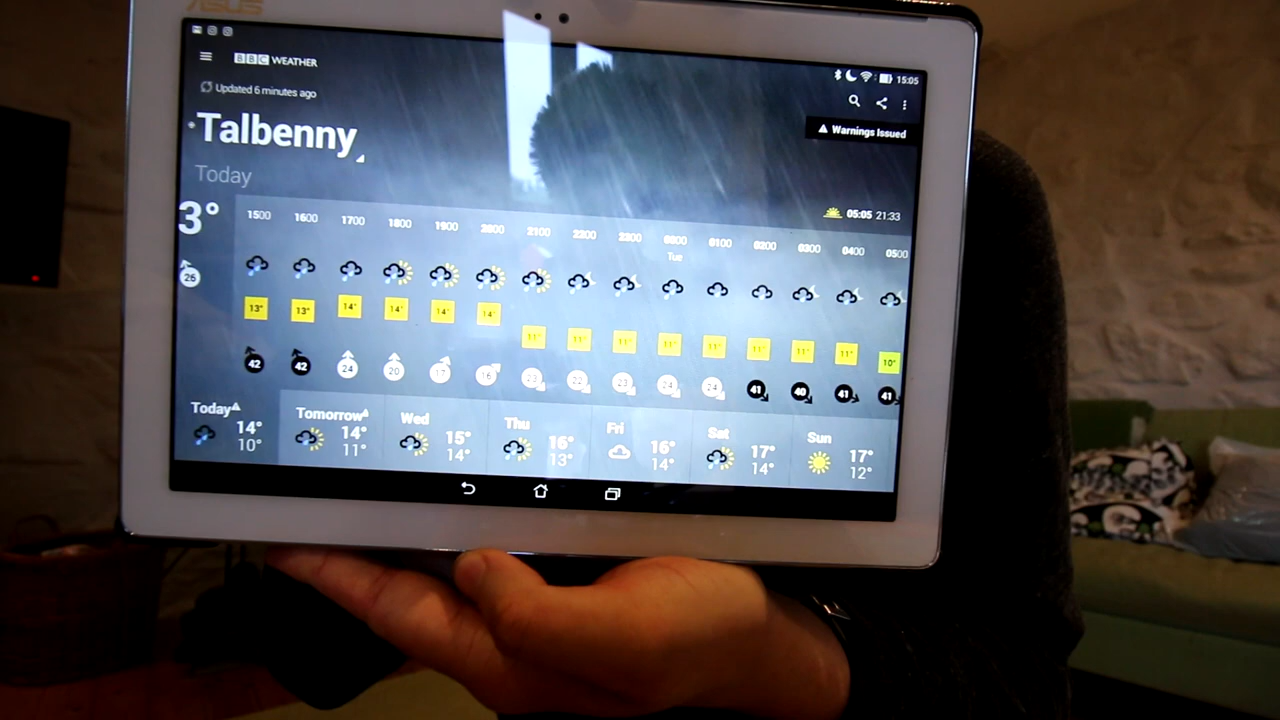 ASUS
BBC WEATHER
15:05
Updated 6 minutes ago
Talbenny
Warnings Issued
Today
05:05 21:33
3°
1500 1600 1700 1800 1900 2000 2100 2200 2300 0000 0100 0200 0300 0400 0500
Tue
26
13° 13° 14° 14° 14° 14° 11° 11° 11° 11° 11° 11° 11° 11° 10°
42 42 24 20 17 16 23 22 23 24 24 41 40 41 41
Today Tomorrow Wed Thu Fri Sat Sun
14° 14° 15° 16° 16° 17° 17°
10° 11° 14° 13° 14° 14° 12°